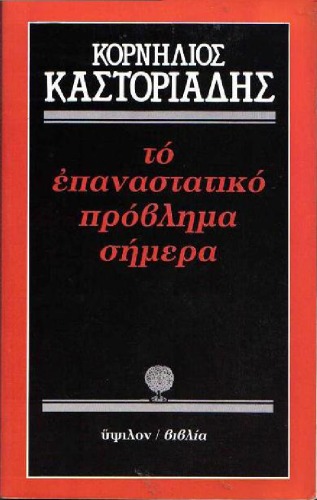 ΚΟΡΝΗΛΙΟΣ
ΚΑΣΤΟΡΙΑΔΗΣ
τό
ἐπαναστατικό
πρόβλημα
σήμερα
ὕψιλον / βιβλία